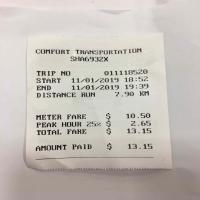 COMFORT TRANSPORTATION
SHA6932X
TRIP NO 011118520
START 11/01/2019 18:52
END 11/01/2019 19:39
DISTANCE RUN 7.90 KM
METER FARE $ 10.50
PEAK HOUR 25% $ 2.65
TOTAL FARE $ 13.15
AMOUNT PAID $ 13.15